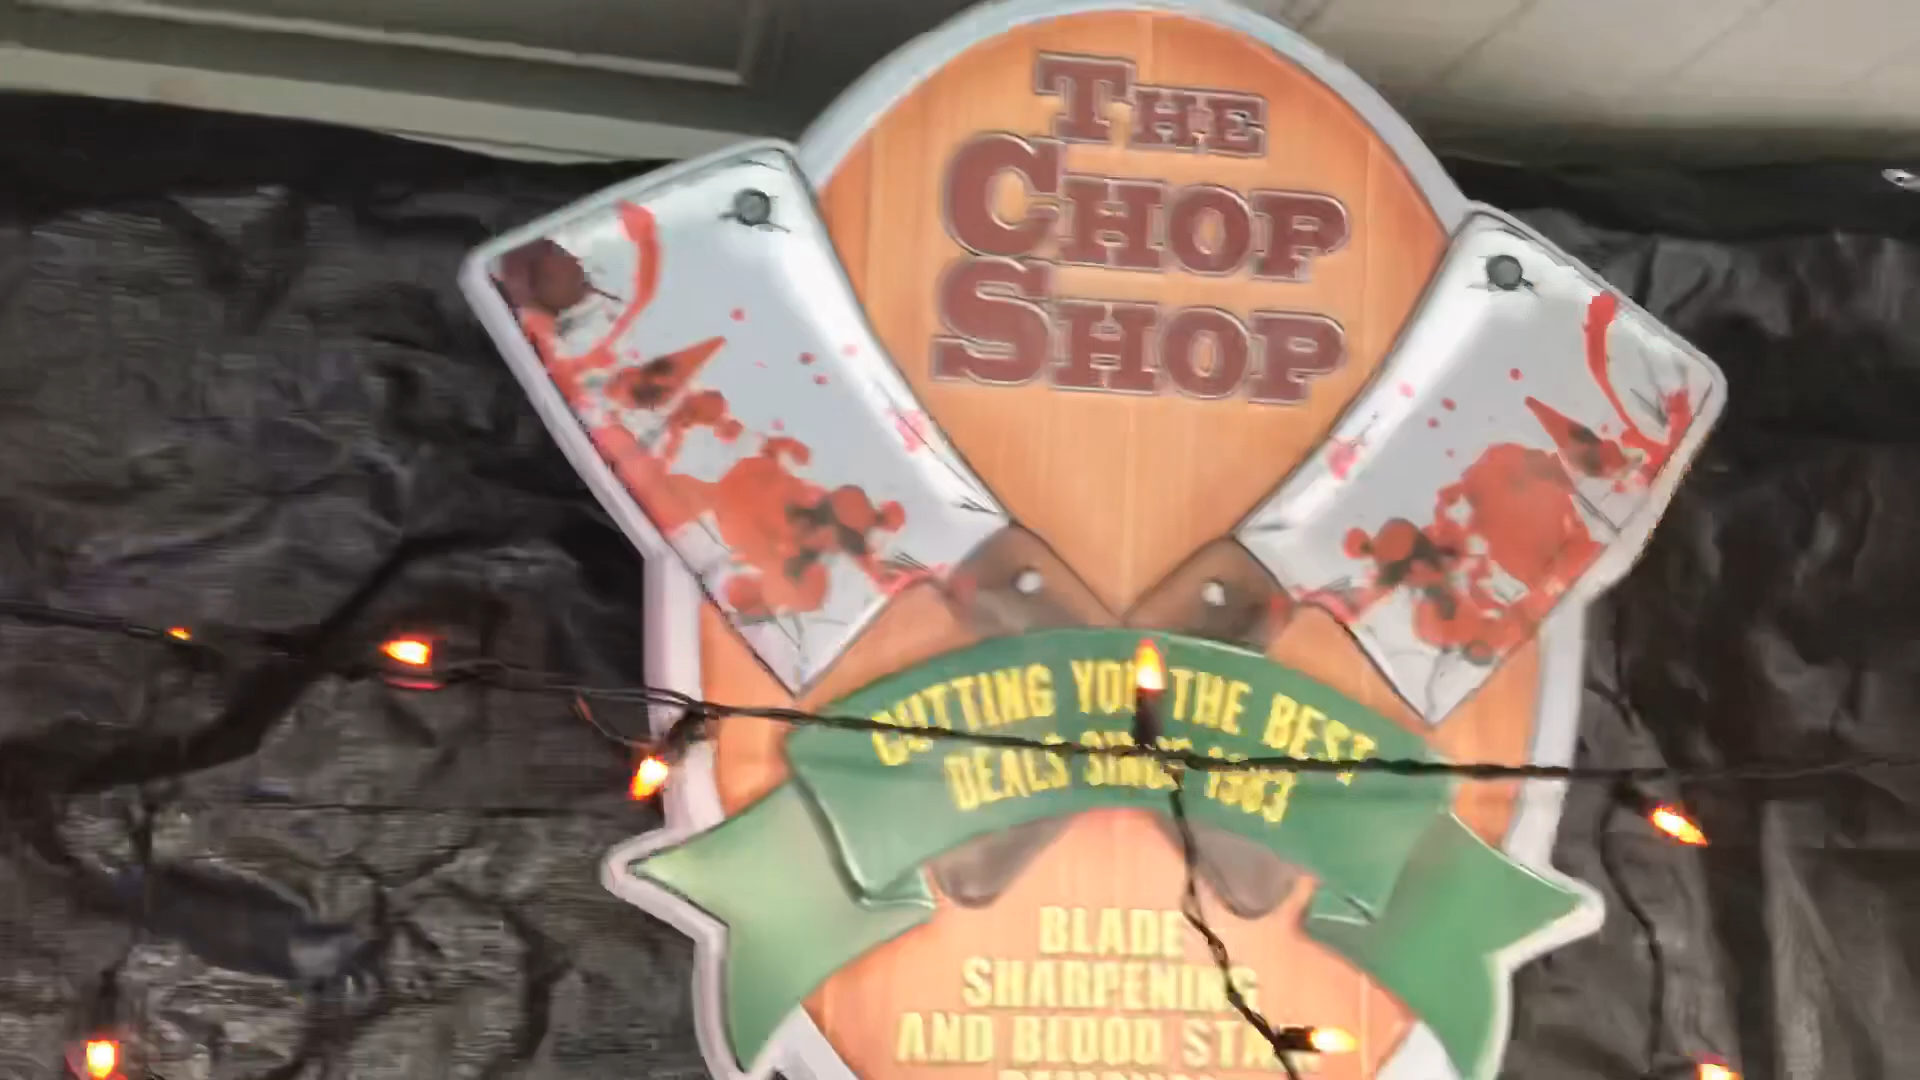 THE
CHOP
SHOP
CUTTING YOU THE BEST
DEALS SINCE 1983
BLADE
SHARPENING
AND BLOOD